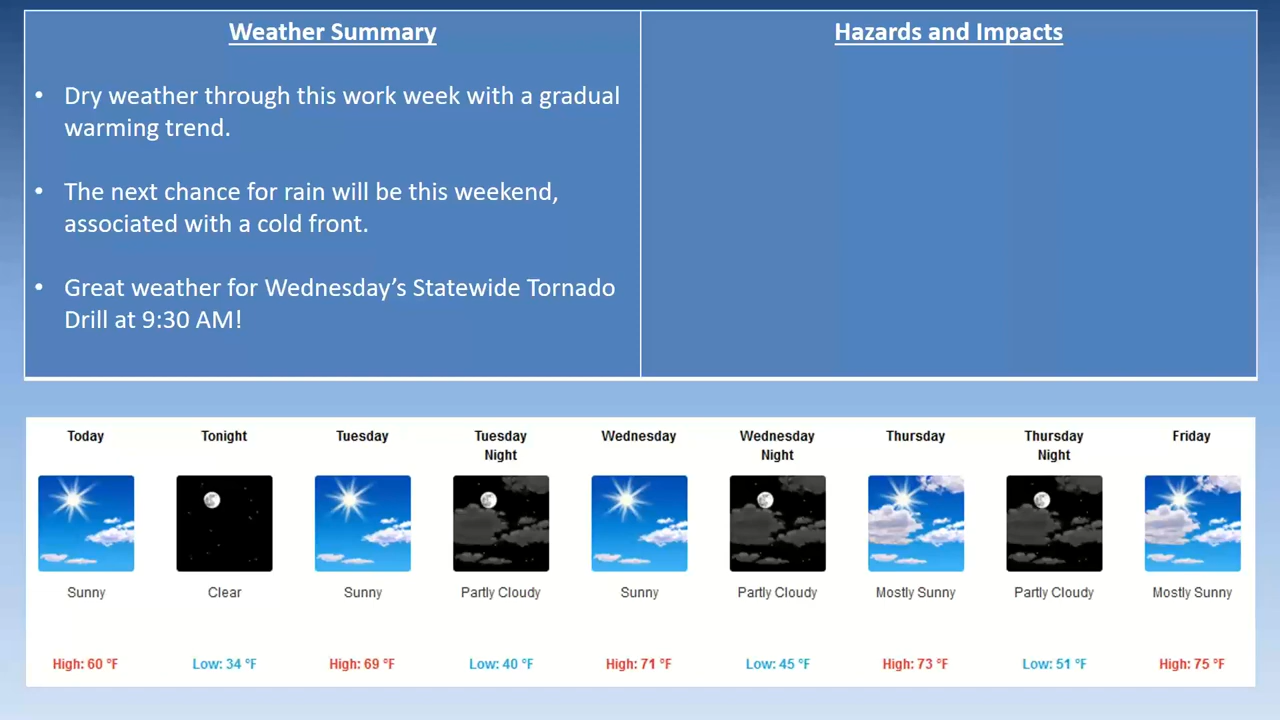 Weather Summary
• Dry weather through this work week with a gradual
warming trend.
• The next chance for rain will be this weekend,
associated with a cold front.
• Great weather for Wednesday’s Statewide Tornado
Drill at 9:30 AM!
Hazards and Impacts
Today
Sunny
High: 60 °F
Tonight
Clear
Low: 34 °F
Tuesday
Sunny
High: 69 °F
Tuesday
Night
Partly Cloudy
Low: 40 °F
Wednesday
Sunny
High: 71 °F
Wednesday
Night
Partly Cloudy
Low: 45 °F
Thursday
Mostly Sunny
High: 73 °F
Thursday
Night
Partly Cloudy
Low: 51 °F
Friday
Mostly Sunny
High: 75 °F